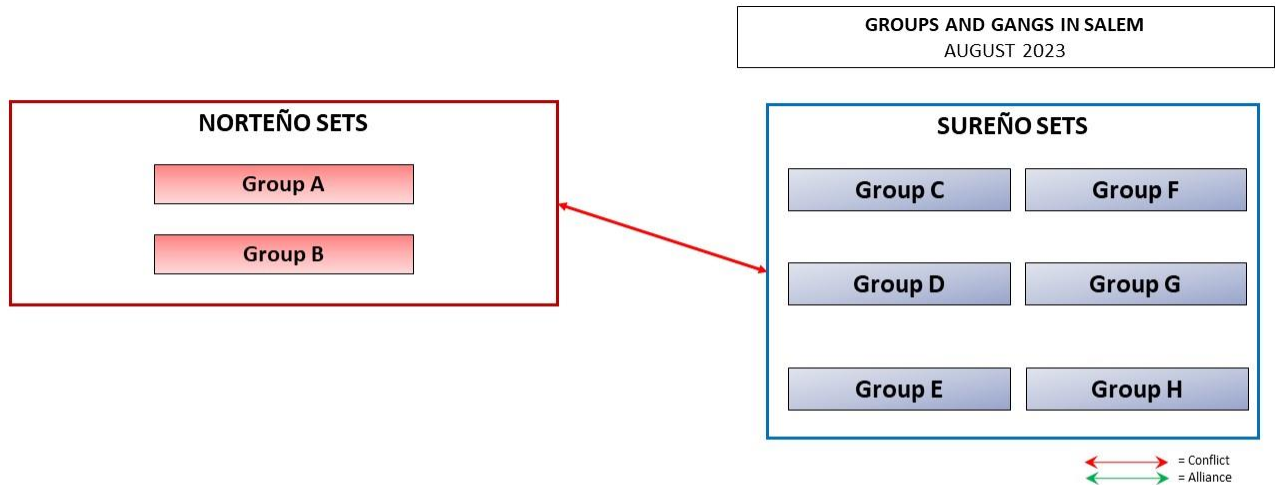 GROUPS AND GANGS IN SALEM
AUGUST 2023
NORTEÑO SETS
Group A
Group B
SUREÑO SETS
Group C
Group F
Group D
Group G
Group E
Group H
= Conflict
= Alliance